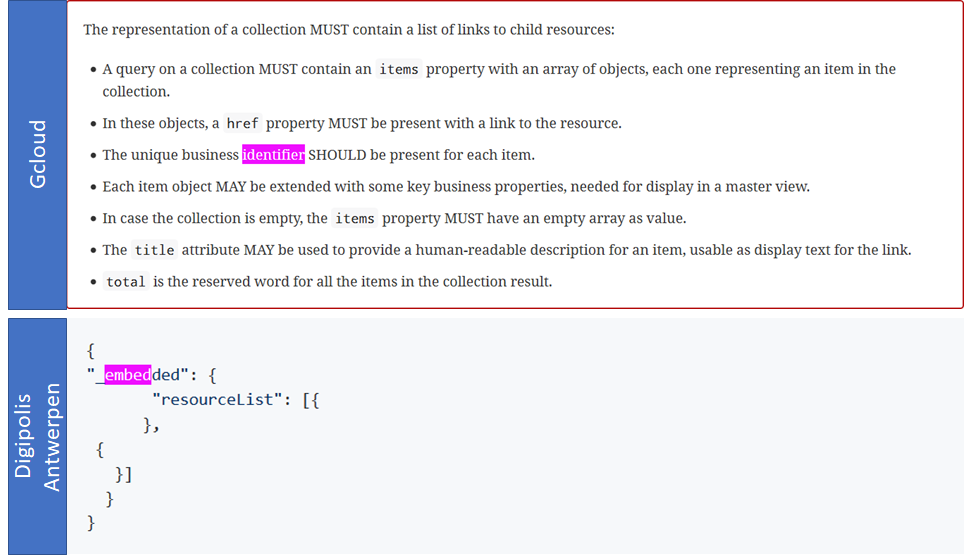 Gcloud
The representation of a collection MUST contain a list of links to child resources:
• A query on a collection MUST contain an items property with an array of objects, each one representing an item in the
collection.
• In these objects, a href property MUST be present with a link to the resource.
• The unique business identifier SHOULD be present for each item.
• Each item object MAY be extended with some key business properties, needed for display in a master view.
• In case the collection is empty, the items property MUST have an empty array as value.
• The title attribute MAY be used to provide a human-readable description for an item, usable as display text for the link.
• total is the reserved word for all the items in the collection result.
Digipolis
Antwerpen
{
"_embedded": {
"resourceList": [{
},
{
}]
}
}